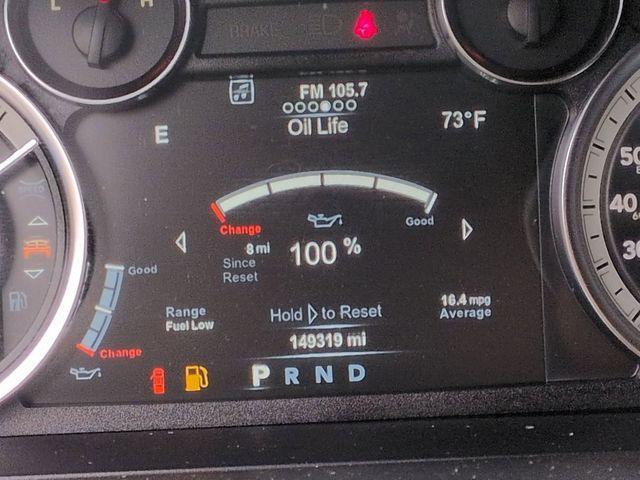 L H
BRAKE
FM 105.7
E
Oil Life
73°F
50
40
30
Change
Good
8 mi
Since
Reset
100 %
Good
Change
Range
Fuel Low
Hold ▷ to Reset
16.4 mpg
Average
149319 mi
P R N D